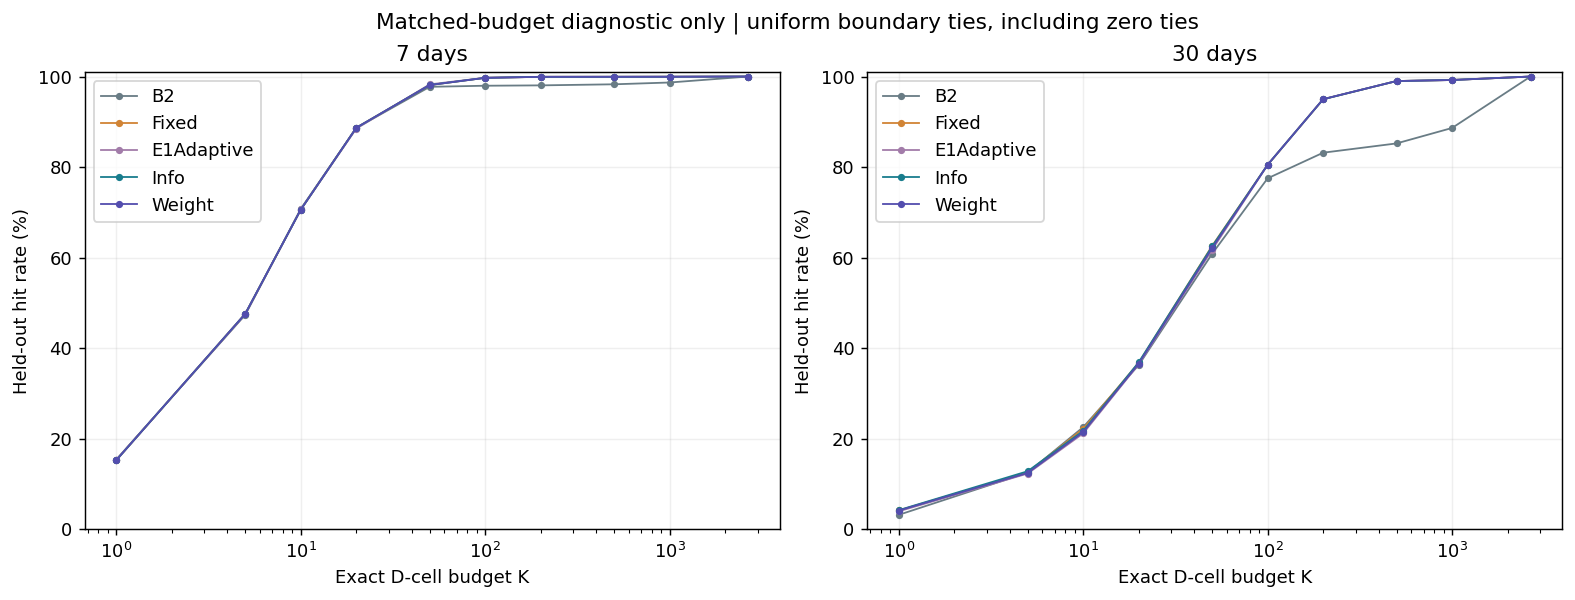 Matched-budget diagnostic only | uniform boundary ties, including zero ties
7 days
100
80
60
40
20
0
Held-out hit rate (%)
B2
Fixed
E1Adaptive
Info
Weight
10⁰
10¹
10²
10³
Exact D-cell budget K
30 days
100
80
60
40
20
0
Held-out hit rate (%)
B2
Fixed
E1Adaptive
Info
Weight
10⁰
10¹
10²
10³
Exact D-cell budget K